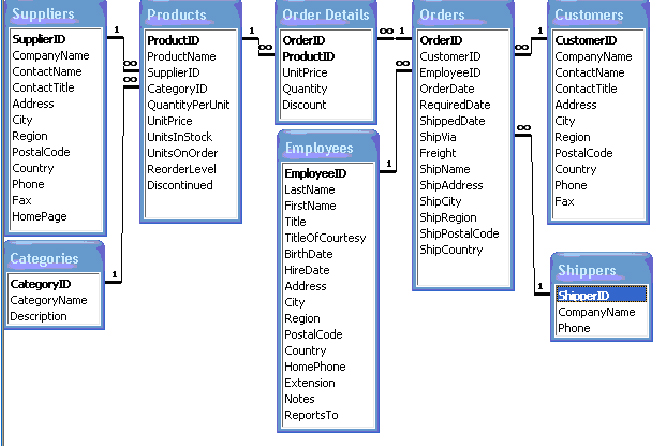 Suppliers
SupplierID
CompanyName
ContactName
ContactTitle
Address
City
Region
PostalCode
Country
Phone
Fax
HomePage
Products
ProductID
ProductName
SupplierID
CategoryID
QuantityPerUnit
UnitPrice
UnitsInStock
UnitsOnOrder
ReorderLevel
Discontinued
Order Details
OrderID
ProductID
UnitPrice
Quantity
Discount
Orders
OrderID
CustomerID
EmployeeID
OrderDate
RequiredDate
ShippedDate
ShipVia
Freight
ShipName
ShipAddress
ShipCity
ShipRegion
ShipPostalCode
ShipCountry
Customers
CustomerID
CompanyName
ContactName
ContactTitle
Address
City
Region
PostalCode
Country
Phone
Fax
Employees
EmployeeID
LastName
FirstName
Title
TitleOfCourtesy
BirthDate
HireDate
Address
City
Region
PostalCode
Country
HomePhone
Extension
Notes
ReportsTo
Categories
CategoryID
CategoryName
Description
Shippers
ShipperID
CompanyName
Phone
1
∞
1
∞
1
∞
∞
1
∞
1
∞
1
∞
1